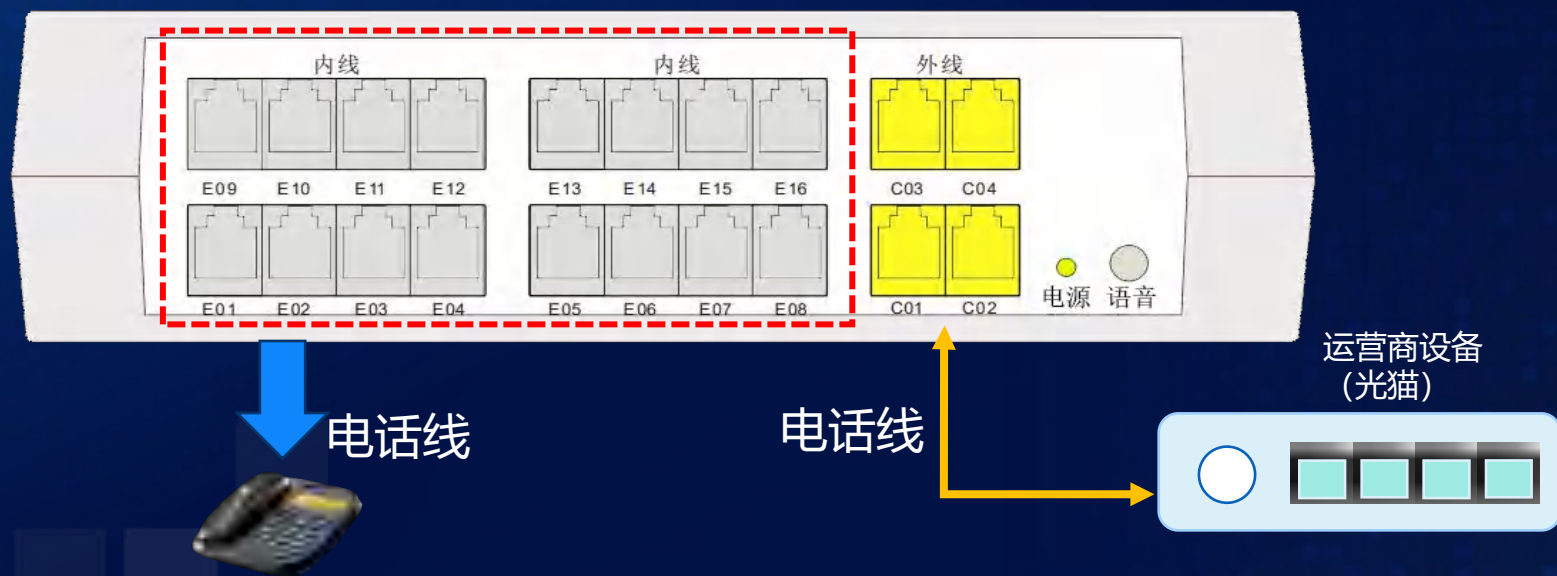 内线 内线 外线
E09 E10 E11 E12 E13 E14 E15 E16 C03 C04
E01 E02 E03 E04 E05 E06 E07 E08 C01 C02
电源 语音
运营商设备
（光猫）
电话线
电话线